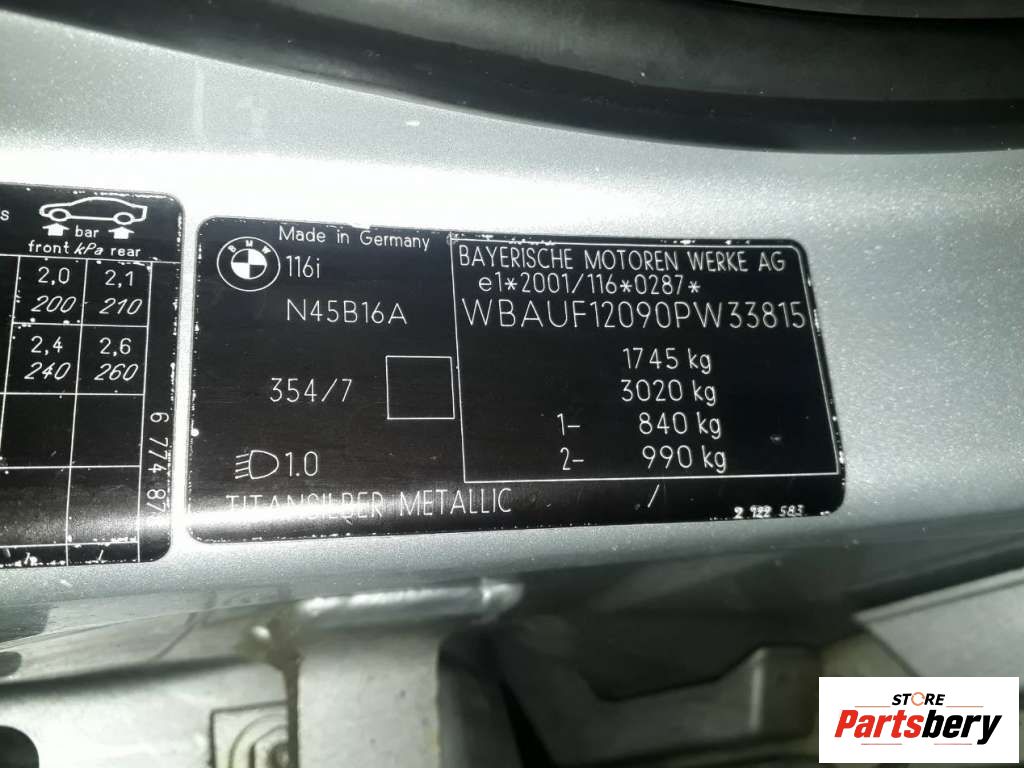 s
bar
front kPa rear
2,0 2,1
200 210
2,4 2,6
240 260
6 774 87
BMW
Made in Germany
116i
N45B16A
354/7
1.0
TITANSILBER METALLIC /
BAYERISCHE MOTOREN WERKE AG
e1*2001/116*0287*
WBAUF12090PW33815
1745 kg
3020 kg
1- 840 kg
2- 990 kg
2 922 583
STORE
Partsbery